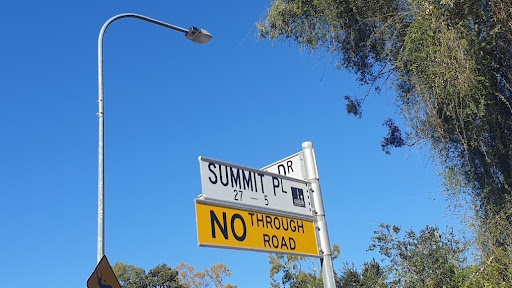 DR
SUMMIT PL
27 - 5
NO THROUGH
ROAD